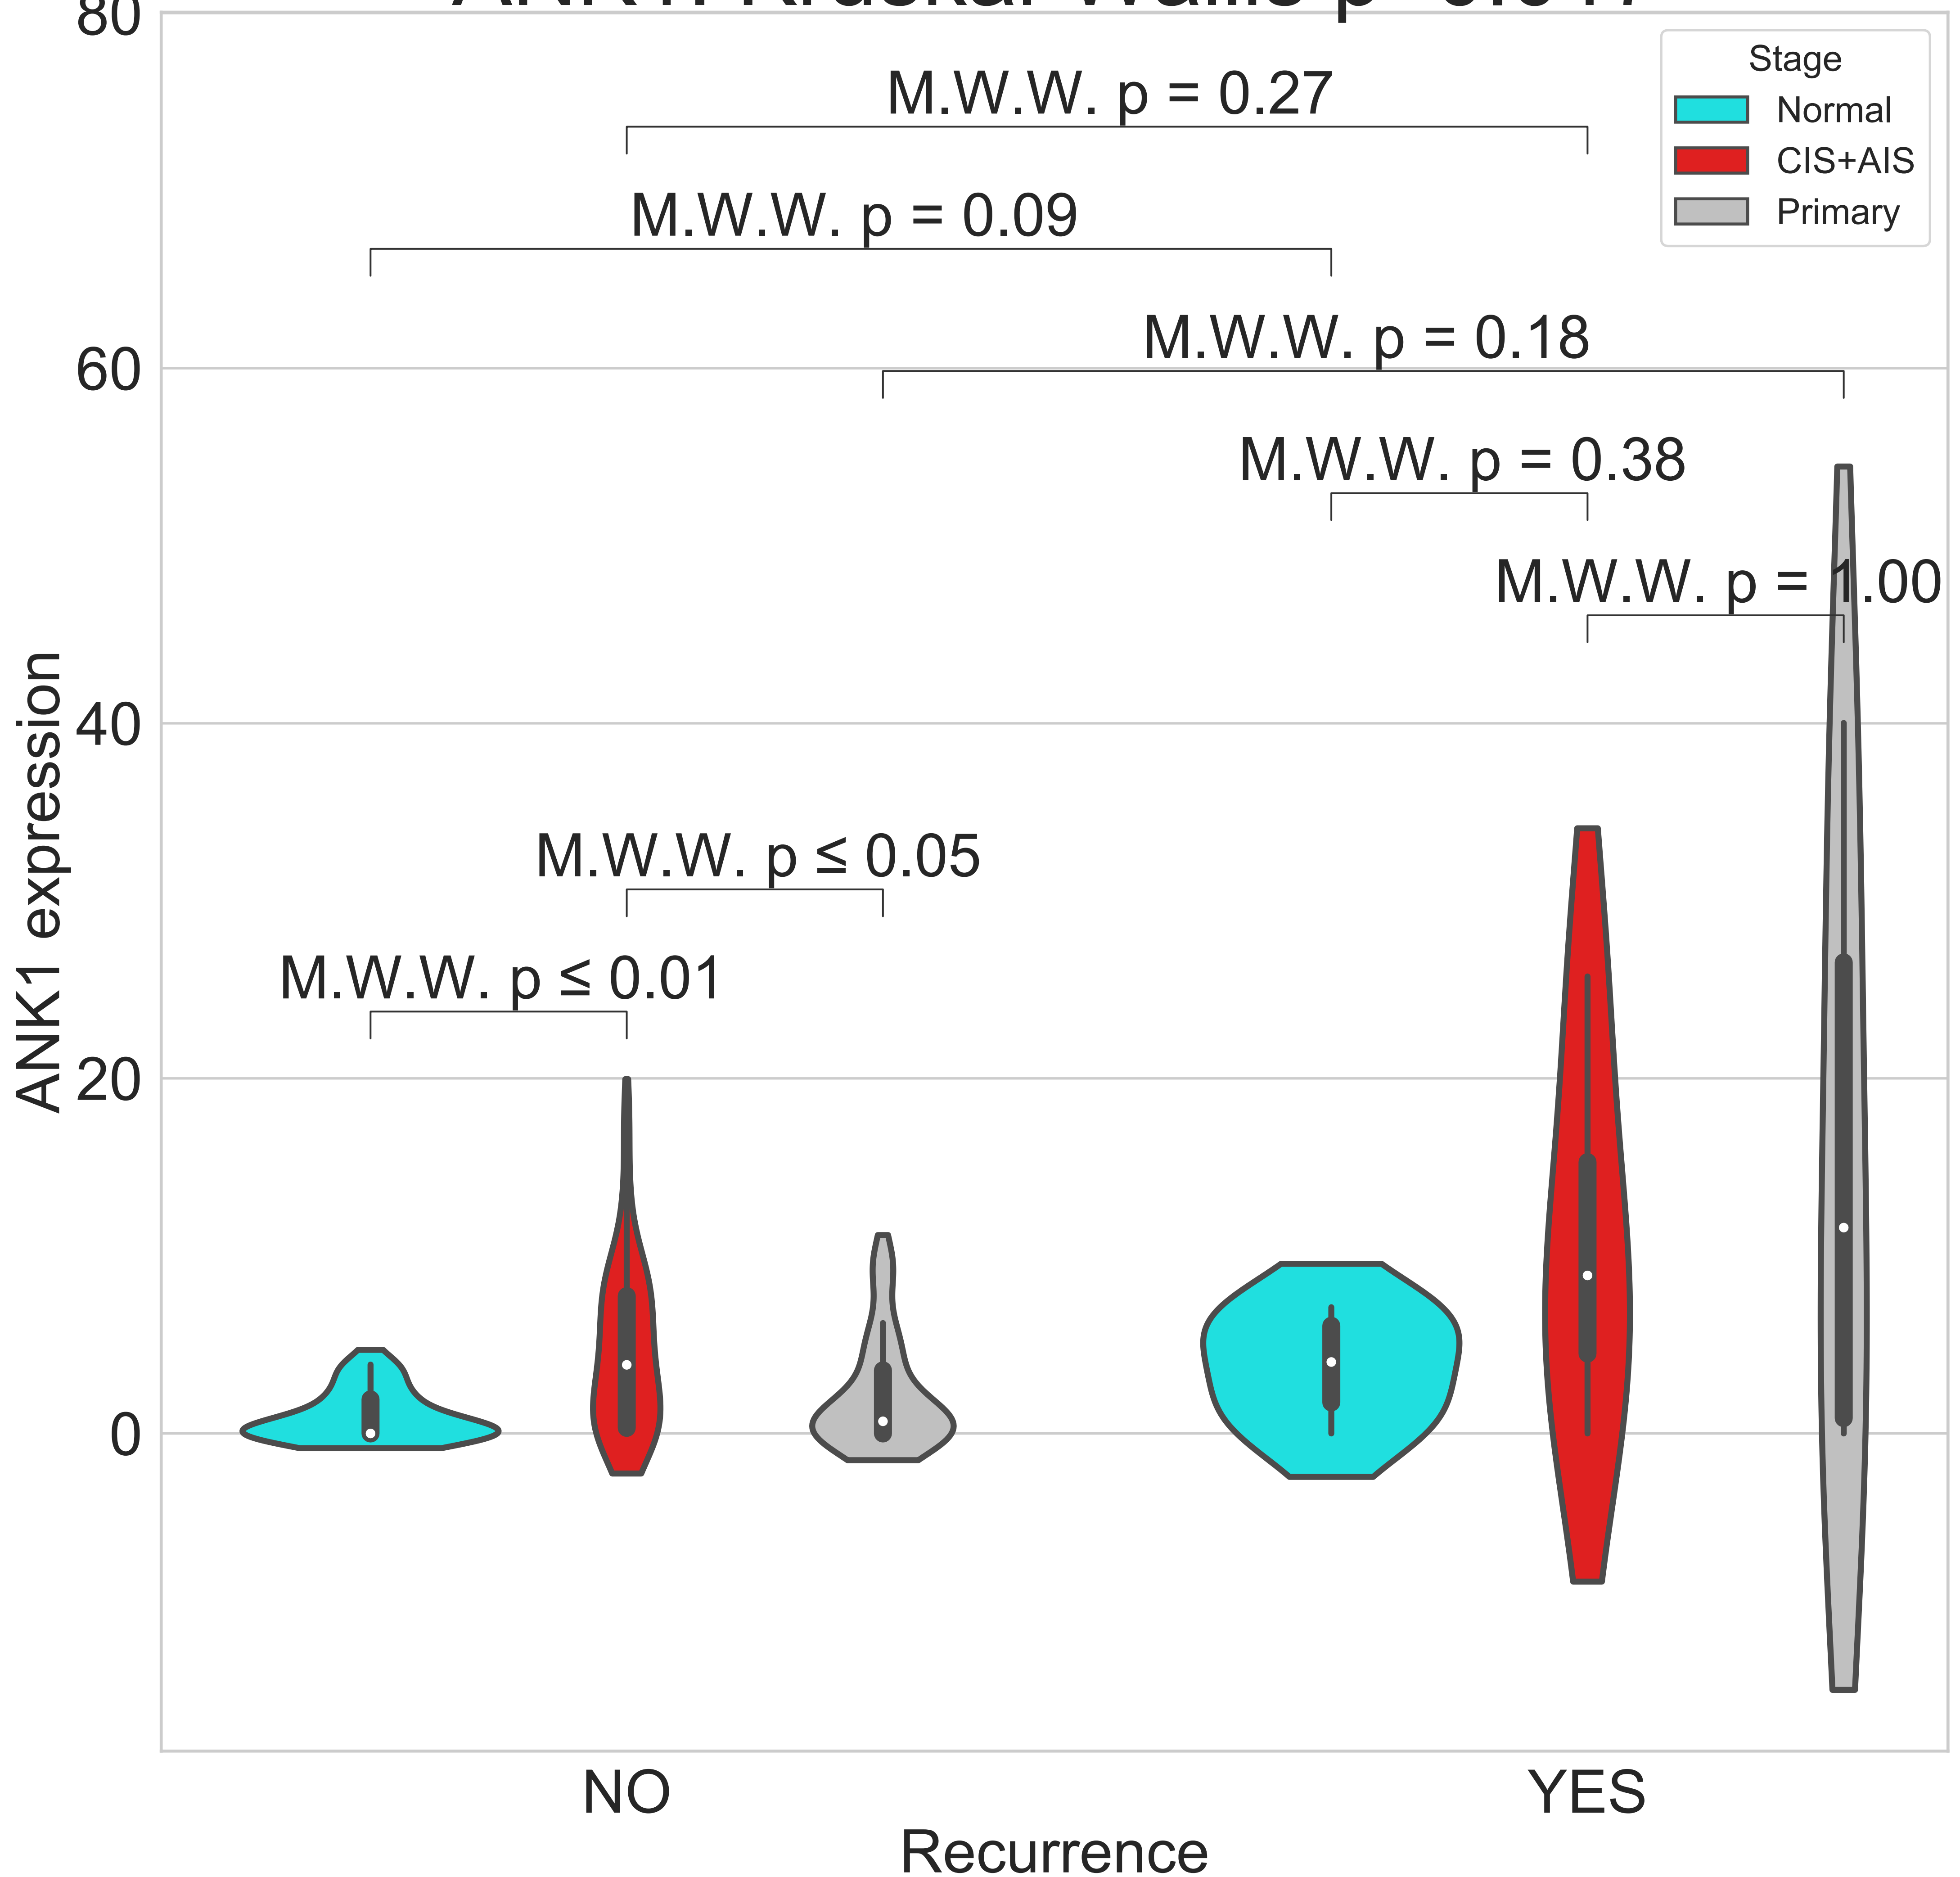 80
M.W.W. p = 0.27
Stage
Normal
CIS+AIS
Primary
M.W.W. p = 0.09
M.W.W. p = 0.18
60
M.W.W. p = 0.38
M.W.W. p = 1.00
40
ANK1 expression
M.W.W. p ≤ 0.05
M.W.W. p ≤ 0.01
20
0
NO
YES
Recurrence